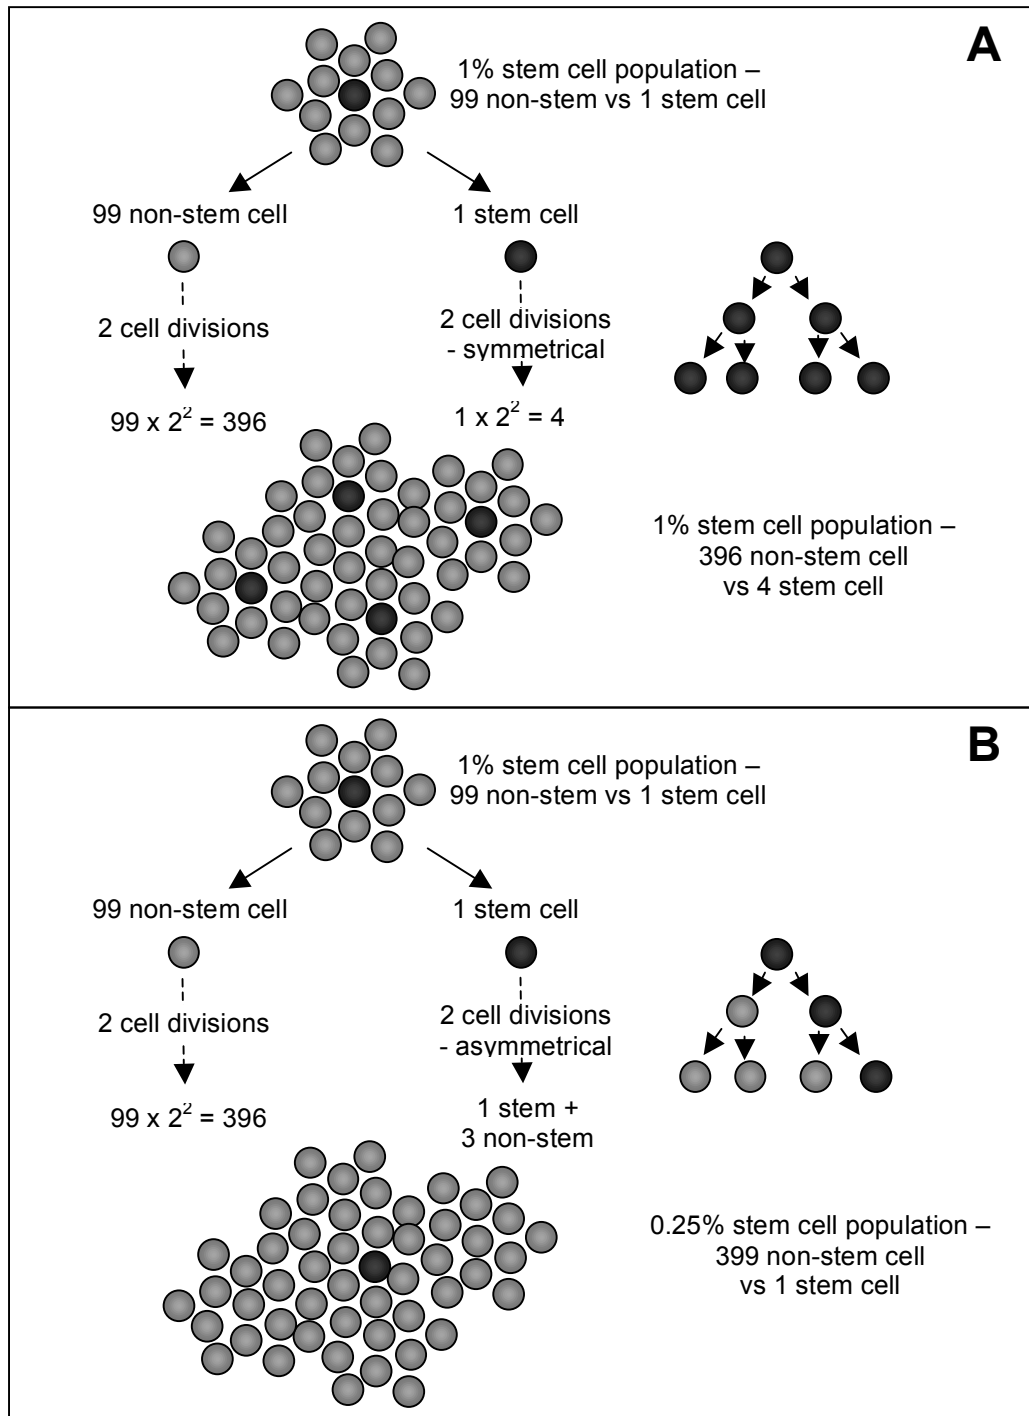 A
1% stem cell population –
99 non-stem vs 1 stem cell
99 non-stem cell
1 stem cell
2 cell divisions
2 cell divisions
- symmetrical
99 x 2² = 396
1 x 2² = 4
1% stem cell population –
396 non-stem cell
vs 4 stem cell
B
1% stem cell population –
99 non-stem vs 1 stem cell
99 non-stem cell
1 stem cell
2 cell divisions
2 cell divisions
- asymmetrical
99 x 2² = 396
1 stem +
3 non-stem
0.25% stem cell population –
399 non-stem cell
vs 1 stem cell